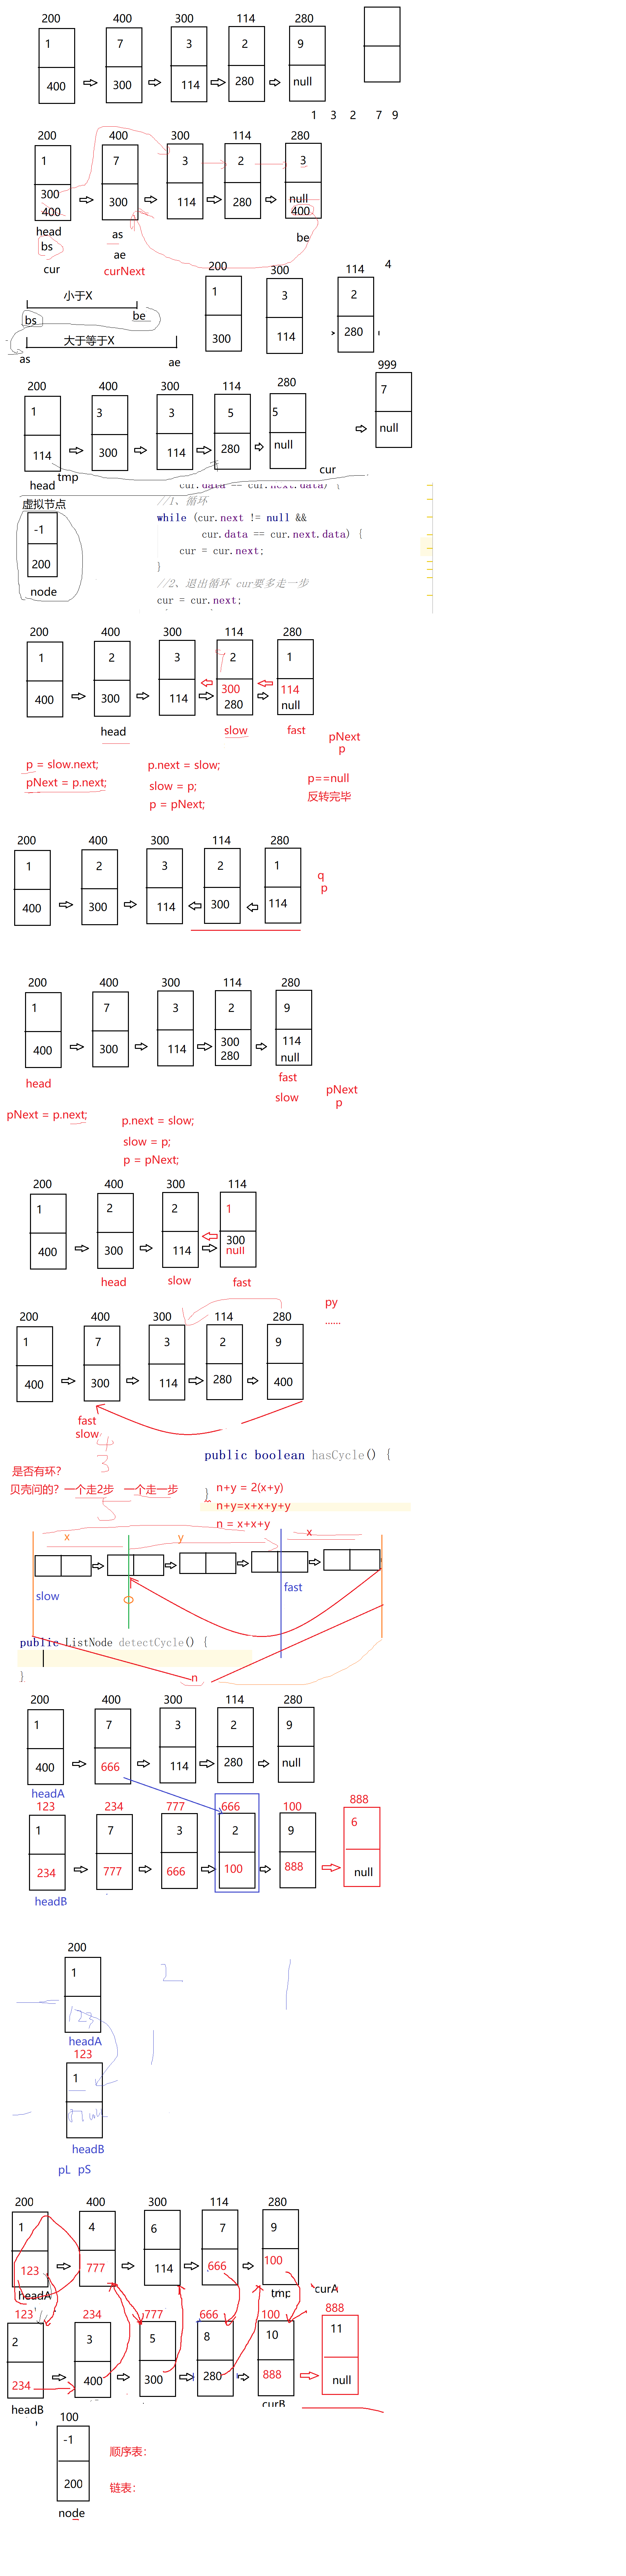 200 400 300 114 280
1 7 3 2 9
400 300 114 280 null
1 3 2 7 9
200 400 300 114 280
1 7 3 2 3
300 null
400 300 114 280 400
head as be
bs ae
cur curNext
小于X
bs be
大于等于X
as ae
200 300 114 4
1 3 2
300 114 280
999
7
null
200 400 300 114 280
1 3 3 5 5
114 300 114 280 null
head tmp cur
虚拟节点
-1
200
node
cur.data == cur.next.data) {
//1、循环
while (cur.next != null &&
cur.data == cur.next.data) {
cur = cur.next;
}
//2、退出循环 cur要多走一步
cur = cur.next;
200 400 300 114 280
1 2 3 2 1
300 114
400 300 114 280 null
head slow fast
pNext
p
p = slow.next; p.next = slow;
pNext = p.next; slow = p; p==null
p = pNext; 反转完毕
200 400 300 114 280
1 2 3 2 1
400 300 114 300 114
q
p
200 400 300 114 280
1 7 3 2 9
300 114
400 300 114 280 null
head fast
slow pNext
p
pNext = p.next; p.next = slow;
slow = p;
p = pNext;
200 400 300 114
1 2 2 1
300
400 300 114 null
head slow fast
py
......
200 400 300 114 280
1 7 3 2 9
400 300 114 280 400
fast
slow
4
3
5
public boolean hasCycle() {
}
是否有环?
贝壳问的? 一个走2步 一个走一步
n+y = 2(x+y)
n+y=x+x+y+y
n = x+x+y
x y x
slow fast
public ListNode detectCycle() {
}
n
200 400 300 114 280
1 7 3 2 9
400 666 114 280 null
headA
123 234 777 666 100 888
1 7 3 2 9 6
234 777 666 100 888 null
headB
200
1 2 1
123
headA
123
1
headB
pL pS
200 400 300 114 280
1 4 6 7 9
123 777 114 666 100
headA tmp curA
123 234 777 666 100 888
2 3 5 8 10 11
234 400 300 280 888 null
headB curB
100
-1
200
node
顺序表:
链表: